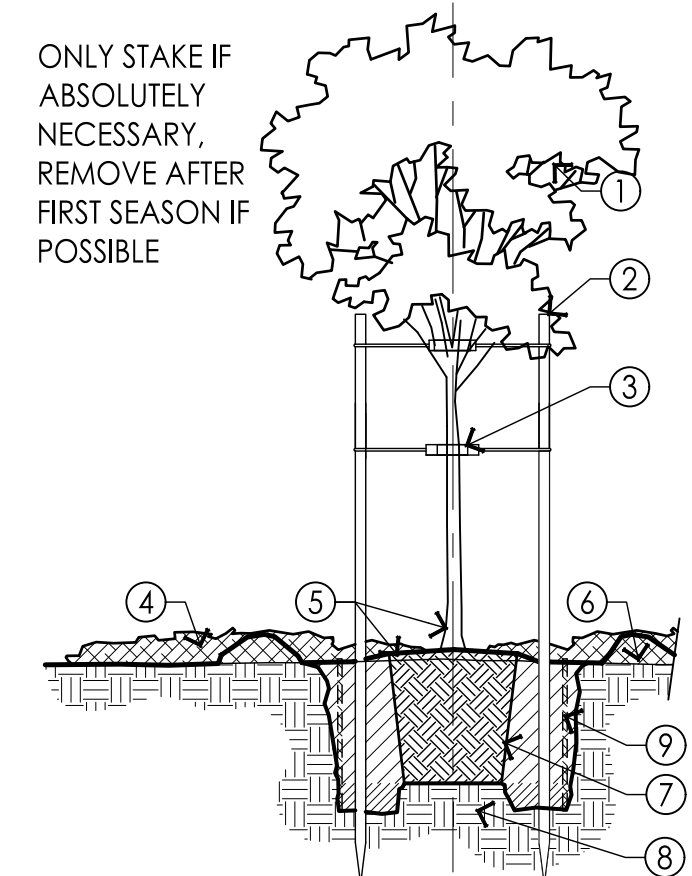 ONLY STAKE IF
ABSOLUTELY
NECESSARY,
REMOVE AFTER
FIRST SEASON IF
POSSIBLE
1
2
3
4
5
6
9
7
8